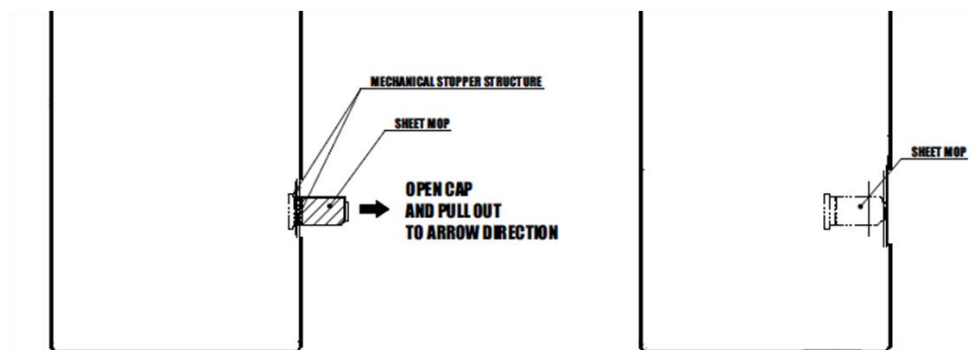 MECHANICAL STOPPER STRUCTURE
SHEET MOP
OPEN CAP
AND PULL OUT
TO ARROW DIRECTION
SHEET MOP